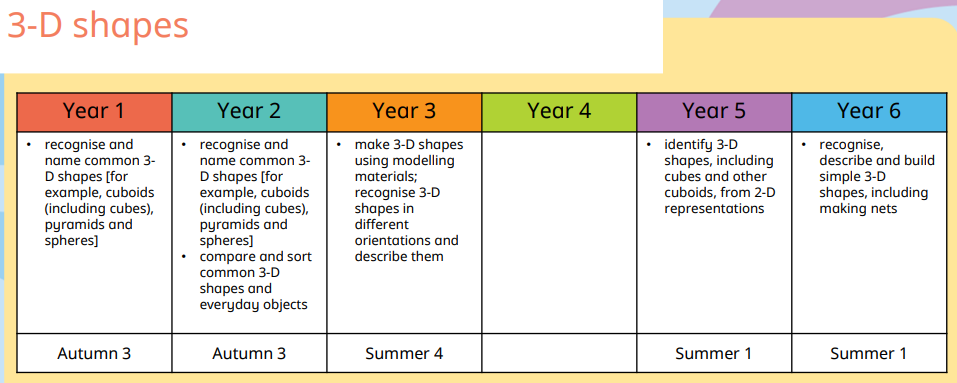 3-D shapes
Year 1
Year 2
Year 3
Year 4
Year 5
Year 6
• recognise and
name common 3-
D shapes [for
example, cuboids
(including cubes),
pyramids and
spheres]
• recognise and
name common 3-
D shapes [for
example, cuboids
(including cubes),
pyramids and
spheres]
• compare and sort
common 3-D
shapes and
everyday objects
• make 3-D shapes
using modelling
materials;
recognise 3-D
shapes in
different
orientations and
describe them
• identify 3-D
shapes, including
cubes and other
cuboids, from 2-D
representations
• recognise,
describe and build
simple 3-D
shapes, including
making nets
Autumn 3
Autumn 3
Summer 4
Summer 1
Summer 1